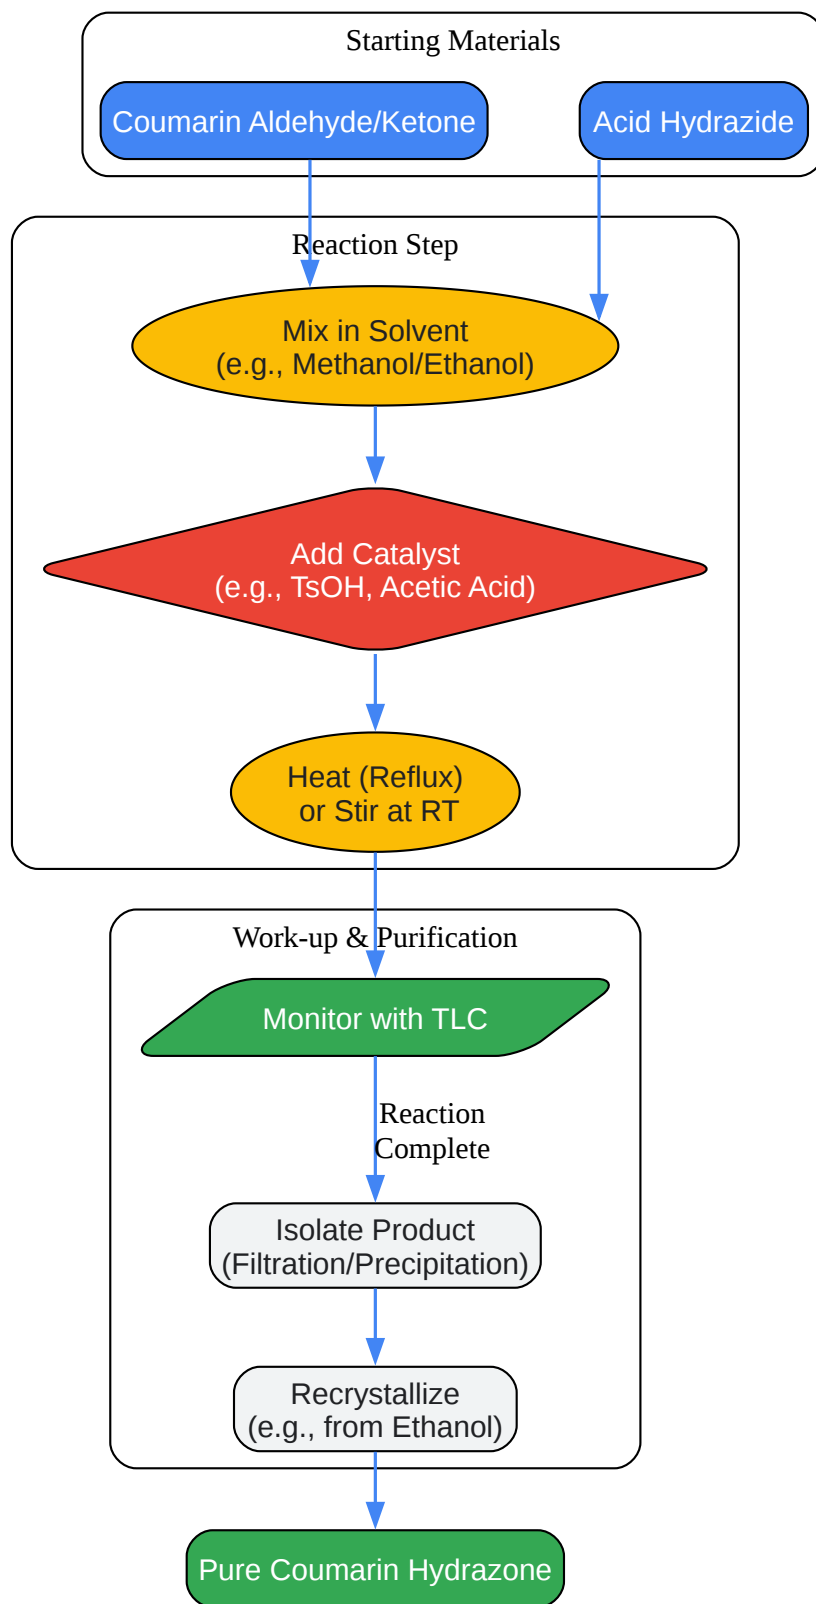 Starting Materials
Coumarin Aldehyde/Ketone
Acid Hydrazide
Reaction Step
Mix in Solvent
(e.g., Methanol/Ethanol)
Add Catalyst
(e.g., TsOH, Acetic Acid)
Heat (Reflux)
or Stir at RT
Work-up & Purification
Monitor with TLC
Reaction
Complete
Isolate Product
(Filtration/Precipitation)
Recrystallize
(e.g., from Ethanol)
Pure Coumarin Hydrazone